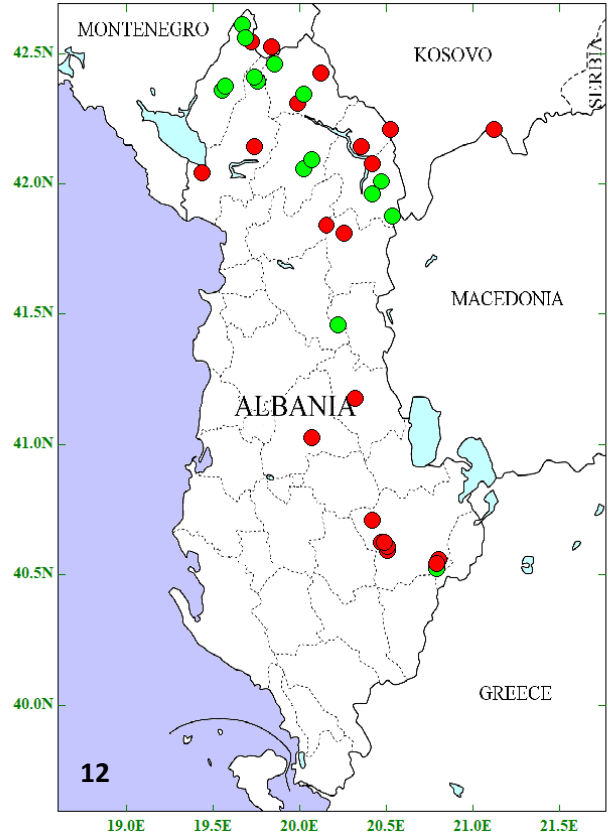 MONTENEGRO
42.5N
KOSOVO
SERBIA
42.0N
MACEDONIA
41.5N
ALBANIA
41.0N
40.5N
GREECE
40.0N
12
19.0E 19.5E 20.0E 20.5E 21.0E 21.5E